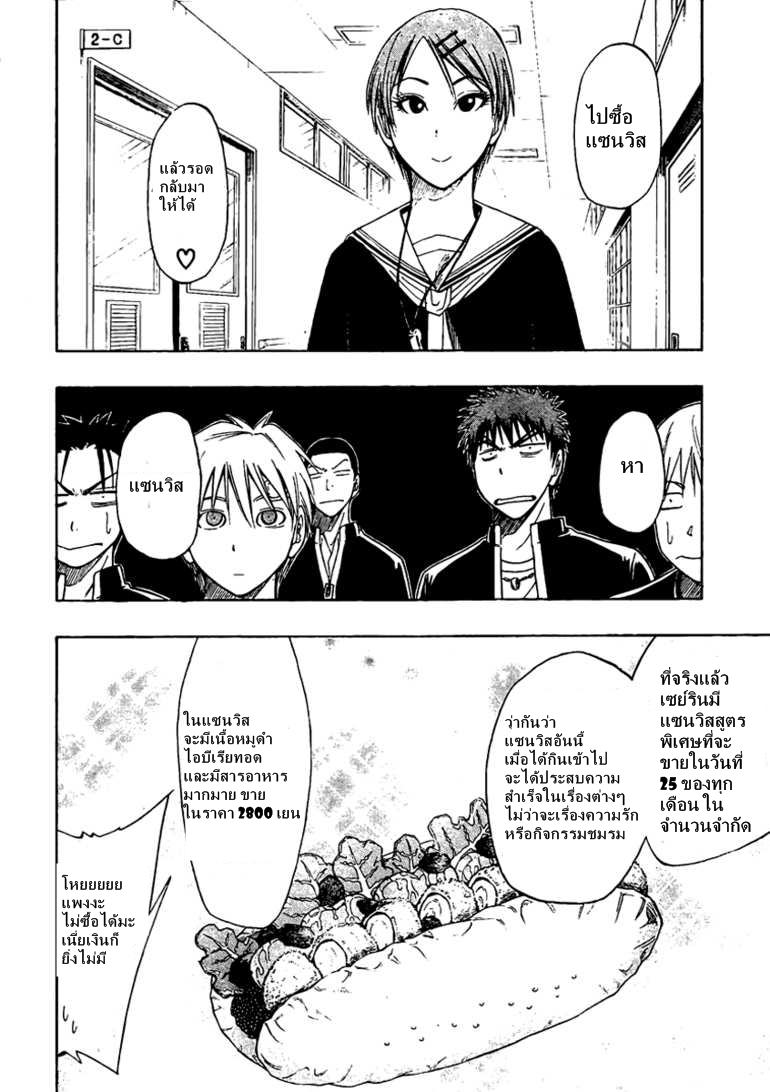 2-C
ไปซื้อ
แซนวิส
แล้วรอด
กลับมา
ให้ได้
♡
หา
แซนวิส
ที่จริงแล้ว
เซย์รินมี
แซนวิสสูตร
พิเศษที่จะ
ขายในวันที่
25 ของทุก
เดือน ใน
จำนวนจำกัด
ว่ากันว่า
แซนวิสอันนี้
เมื่อได้กินเข้าไป
จะได้ประสบความ
สำเร็จในเรื่องต่างๆ
ไม่ว่าจะเรื่องความรัก
หรือกิจกรรมชมรม
ในแซนวิส
จะมีเนื้อหมูดำ
ไอบีเรียทอด
และมีสารอาหาร
มากมาย ขาย
ในราคา 2800 เยน
โหยยยยย
แพงงะ
ไม่ซื้อได้มะ
เนี่ยเงินก็
ยิ่งไม่มี